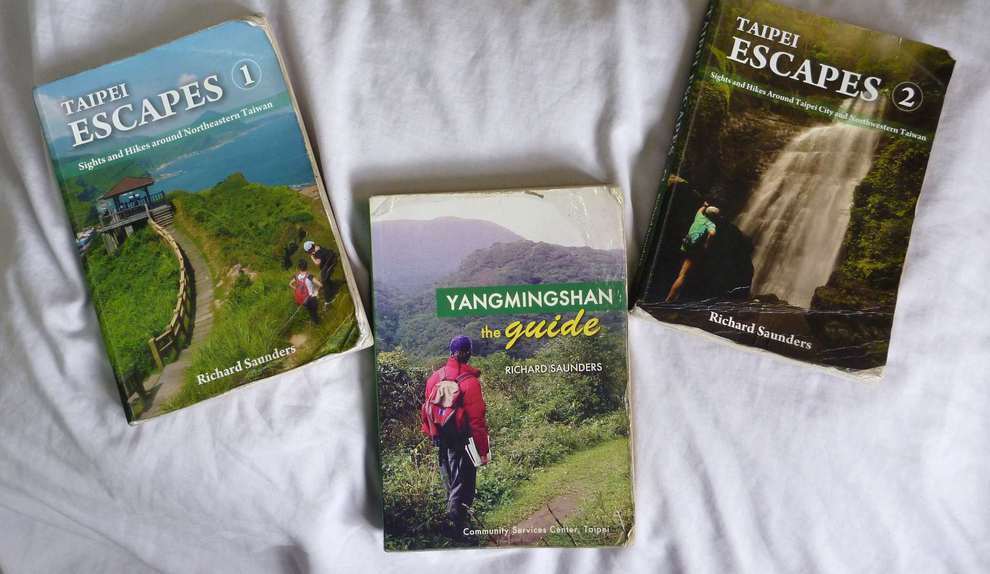 TAIPEI
ESCAPES 1
Sights and Hikes around Northeastern Taiwan
Richard Saunders
YANGMINGSHAN
the guide
RICHARD SAUNDERS
Community Services Center, Taipei
TAIPEI
ESCAPES 2
Sights and Hikes Around Taipei City and Northwestern Taiwan
Richard Saunders